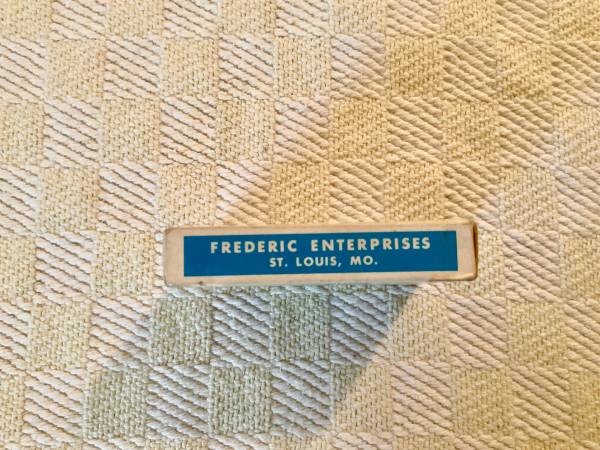 FREDERIC ENTERPRISES
ST. LOUIS, MO.